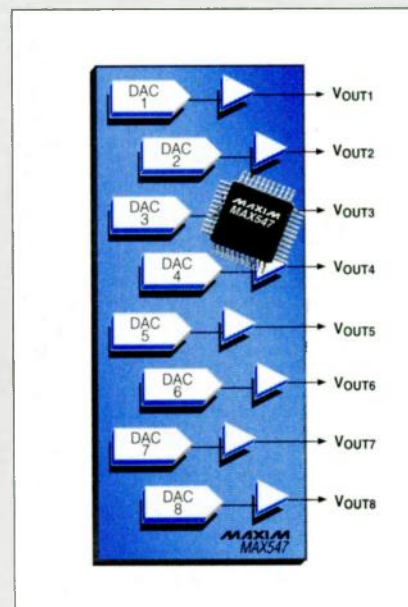 DAC
1
VOUT1
DAC
2
VOUT2
DAC
3
MAXIM
MAX547
VOUT3
DAC
4
VOUT4
DAC
5
VOUT5
DAC
6
VOUT6
DAC
7
VOUT7
DAC
8
VOUT8
MAXIM
MAX547